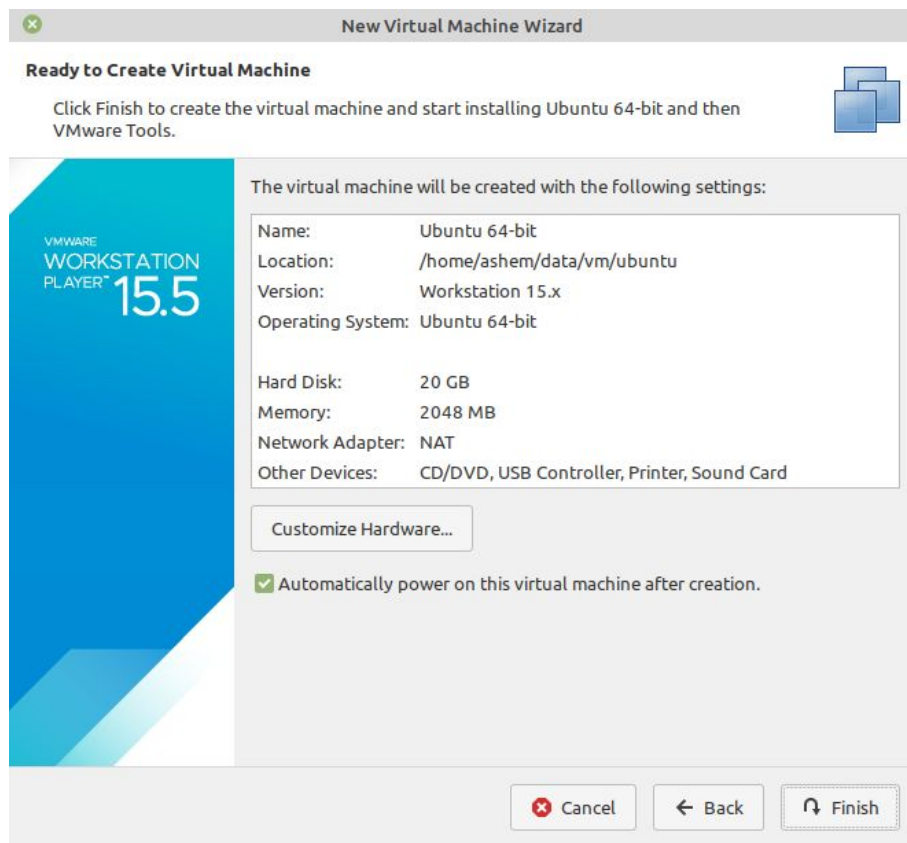 New Virtual Machine Wizard
Ready to Create Virtual Machine
Click Finish to create the virtual machine and start installing Ubuntu 64-bit and then
VMware Tools.
VMWARE
WORKSTATION
PLAYER™ 15.5
The virtual machine will be created with the following settings:
Name: Ubuntu 64-bit
Location: /home/ashem/data/vm/ubuntu
Version: Workstation 15.x
Operating System: Ubuntu 64-bit
Hard Disk: 20 GB
Memory: 2048 MB
Network Adapter: NAT
Other Devices: CD/DVD, USB Controller, Printer, Sound Card
Customize Hardware...
Automatically power on this virtual machine after creation.
Cancel Back Finish